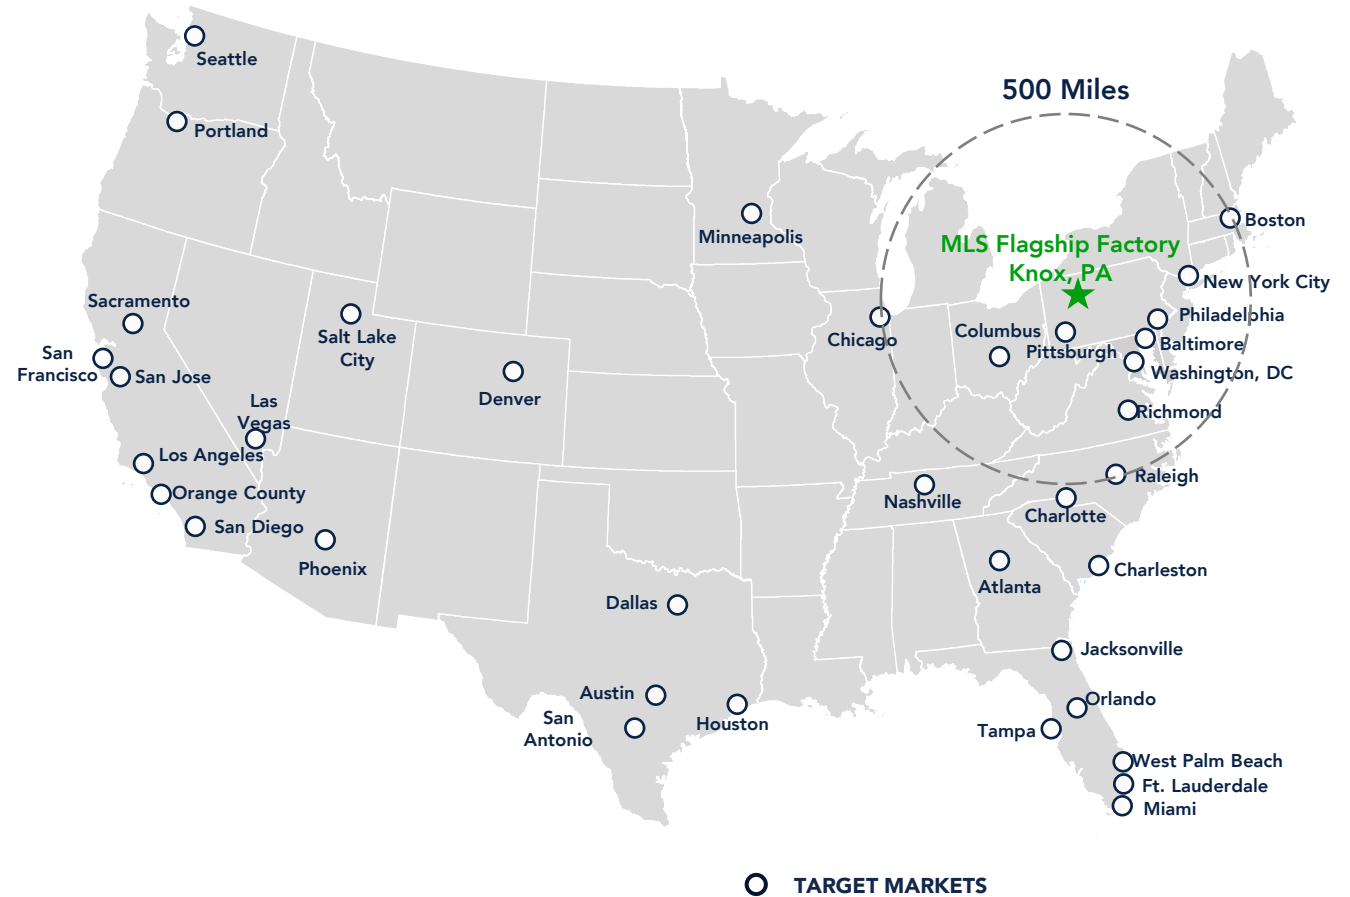 Seattle
500 Miles
Portland
Boston
Minneapolis
MLS Flagship Factory
Knox, PA
New York City
Sacramento
Philadelphia
Salt Lake
City
Columbus
Chicago
Baltimore
Pittsburgh
San
Francisco
San Jose
Washington, DC
Denver
Las
Vegas
Richmond
Los Angeles
Orange County
Raleigh
Nashville
Charlotte
San Diego
Phoenix
Charleston
Atlanta
Dallas
Jacksonville
Austin
Orlando
San
Antonio
Houston
Tampa
West Palm Beach
Ft. Lauderdale
Miami
TARGET MARKETS